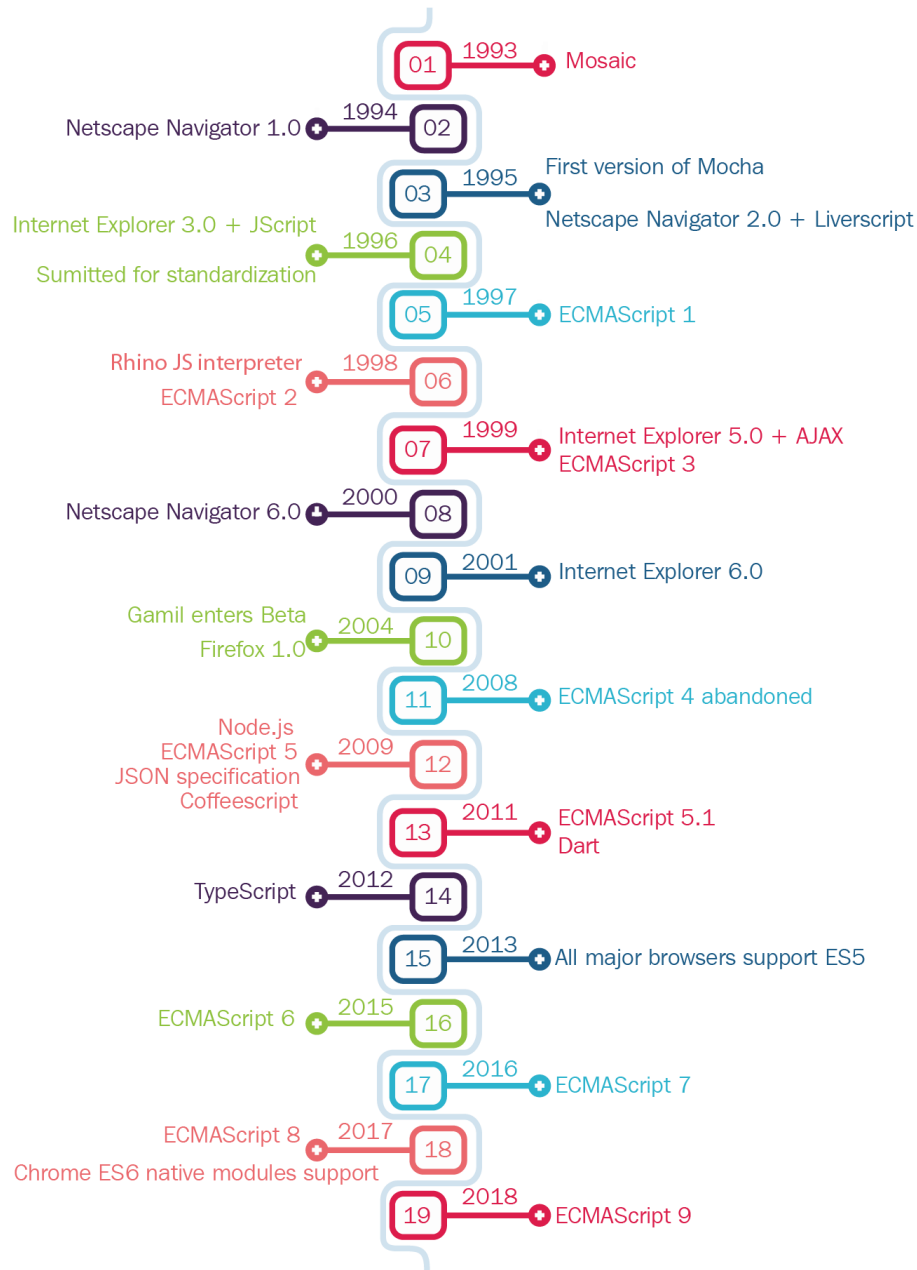 01
1993
Mosaic
Netscape Navigator 1.0
1994
02
03
1995
First version of Mocha
Netscape Navigator 2.0 + Liverscript
Internet Explorer 3.0 + JScript
Sumitted for standardization
1996
04
05
1997
ECMAScript 1
Rhino JS interpreter
ECMAScript 2
1998
06
07
1999
Internet Explorer 5.0 + AJAX
ECMAScript 3
Netscape Navigator 6.0
2000
08
09
2001
Internet Explorer 6.0
Gamil enters Beta
Firefox 1.0
2004
10
11
2008
ECMAScript 4 abandoned
Node.js
ECMAScript 5
JSON specification
Coffeescript
2009
12
13
2011
ECMAScript 5.1
Dart
TypeScript
2012
14
15
2013
All major browsers support ES5
ECMAScript 6
2015
16
17
2016
ECMAScript 7
ECMAScript 8
Chrome ES6 native modules support
2017
18
19
2018
ECMAScript 9